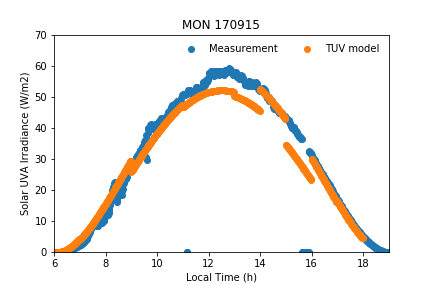 MON 170915
Measurement
TUV model
Solar UVA Irradiance (W/m2)
70
60
50
40
30
20
10
0
6 8 10 12 14 16 18
Local Time (h)